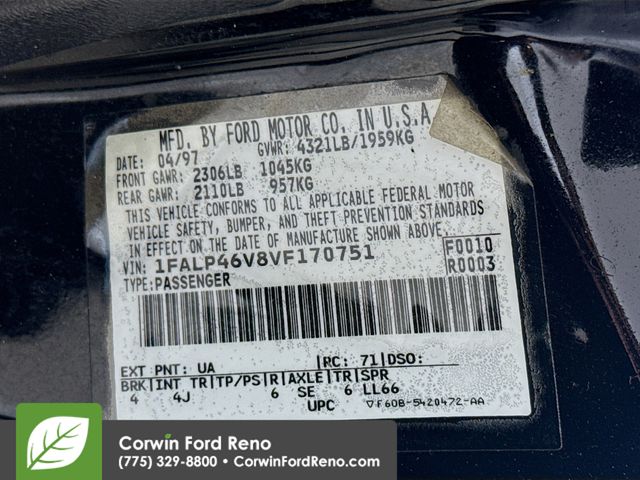 MFD. BY FORD MOTOR CO. IN U.S.A.
DATE: 04/97 GVWR: 4321LB/1959KG
FRONT GAWR: 2306LB 1045KG
REAR GAWR: 2110LB 957KG
THIS VEHICLE CONFORMS TO ALL APPLICABLE FEDERAL MOTOR
VEHICLE SAFETY, BUMPER, AND THEFT PREVENTION STANDARDS
IN EFFECT ON THE DATE OF MANUFACTURE SHOWN ABOVE.
VIN: 1FALP46V8VF170751 F0010
TYPE: PASSENGER R0003
EXT PNT: UA RC: 71 DSO:
BRK INT TR TP/PS R AXLE TR SPR
4 4J 6 SE 6 LL66
UPC ▽F60B-5420472-AA
Corwin Ford Reno
(775) 329-8800 • CorwinFordReno.com